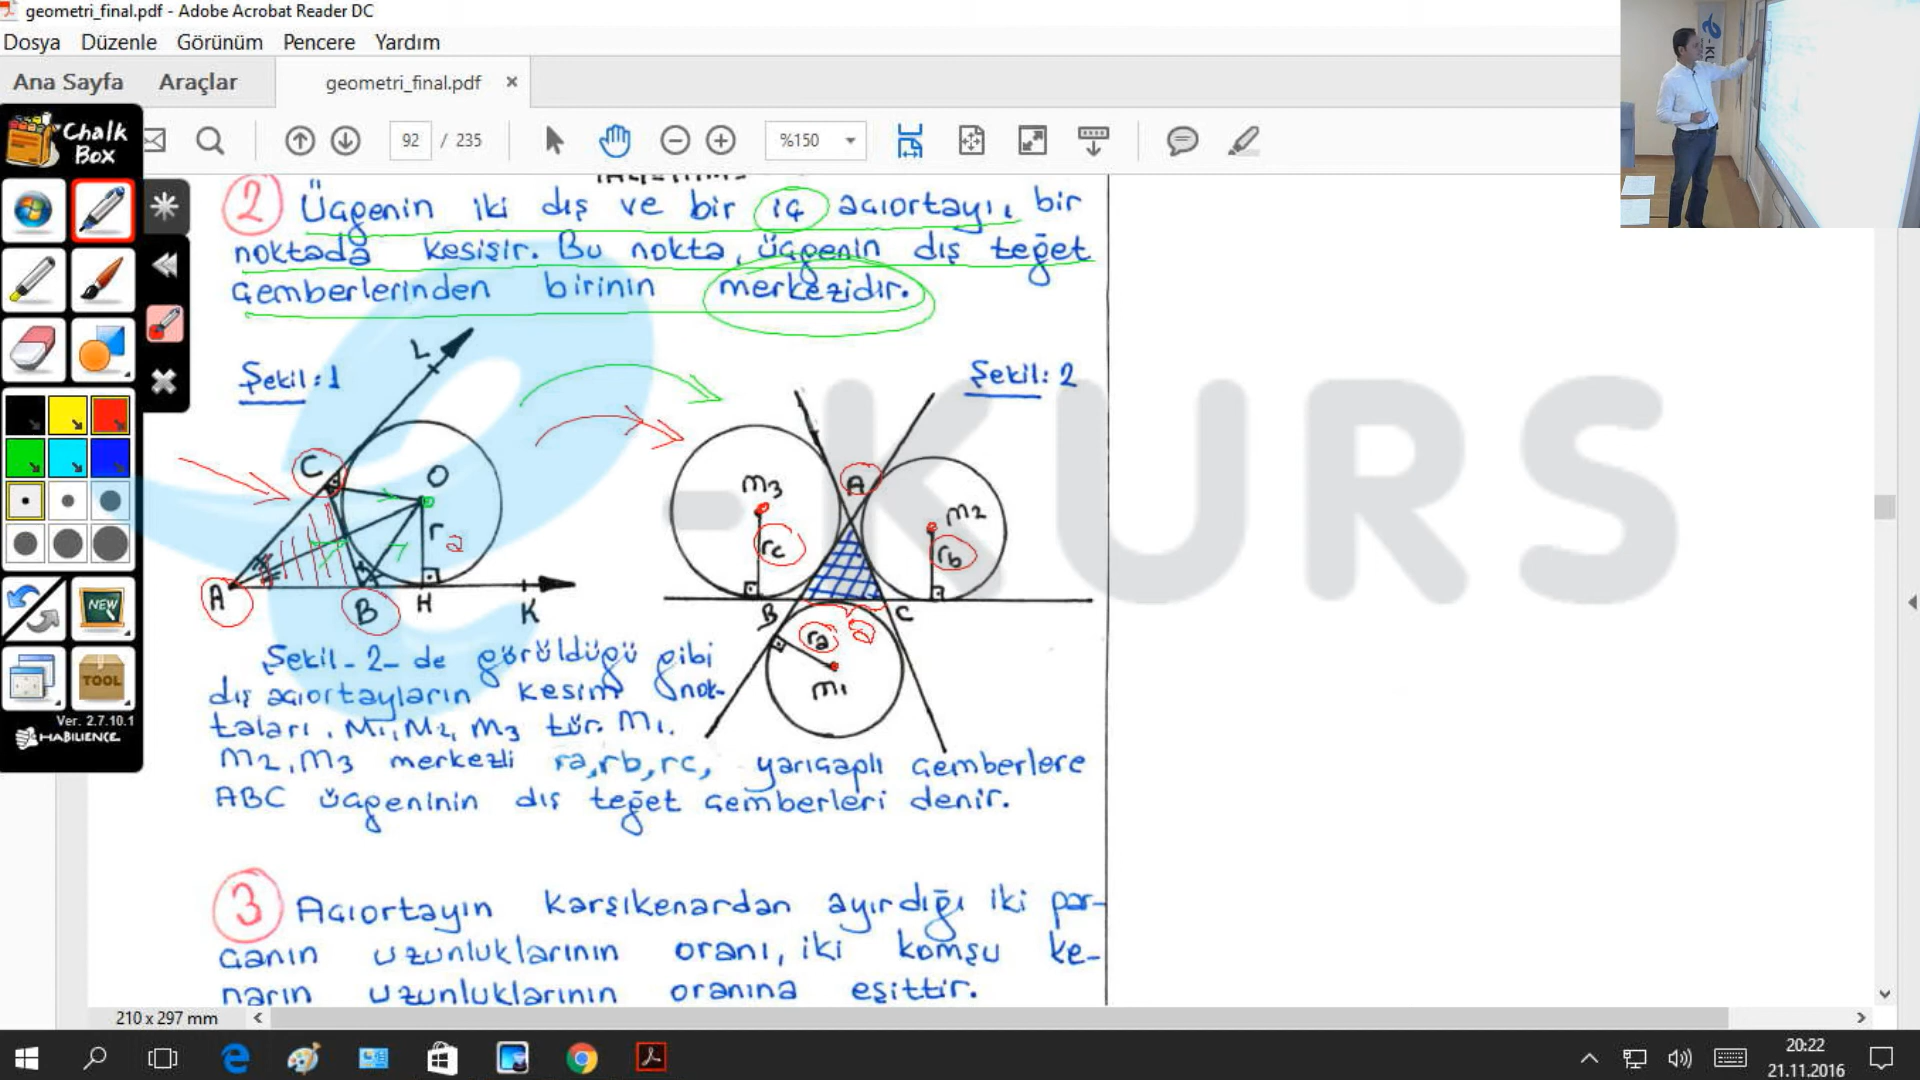 geometri_final.pdf - Adobe Acrobat Reader DC
Dosya Düzenle Görünüm Pencere Yardım
Ana Sayfa Araçlar geometri_final.pdf ×
Chalk Box
92 / 235 %150
2 Üçgenin iki dış ve bir iç açıortayı, bir
noktada kesişir. Bu nokta, üçgenin dış teğet
çemberlerinden birinin merkezidir.
Şekil:1
Şekil:2
L
C
O
r a
A
B
H
K
m3
A
m2
rc
rb
B
C
ra
a
m1
Şekil-2-de görüldüğü gibi
dış açıortayların kesim nok-
taları, M1, M2, m3 tür. m1.
m2, m3 merkezli ra,rb,rc, yarıçaplı çemberlere
ABC üçgeninin dış teğet çemberleri denir.
3 Açıortayın karşıkenardan ayırdığı iki par-
çanın uzunluklarının oranı, iki komşu ke-
narın uzunluklarının oranına eşittir.
e-KURS
NEW
TOOL
Ver. 2.7.10.1
HABILIENCE
210 x 297 mm
20:22
21.11.2016